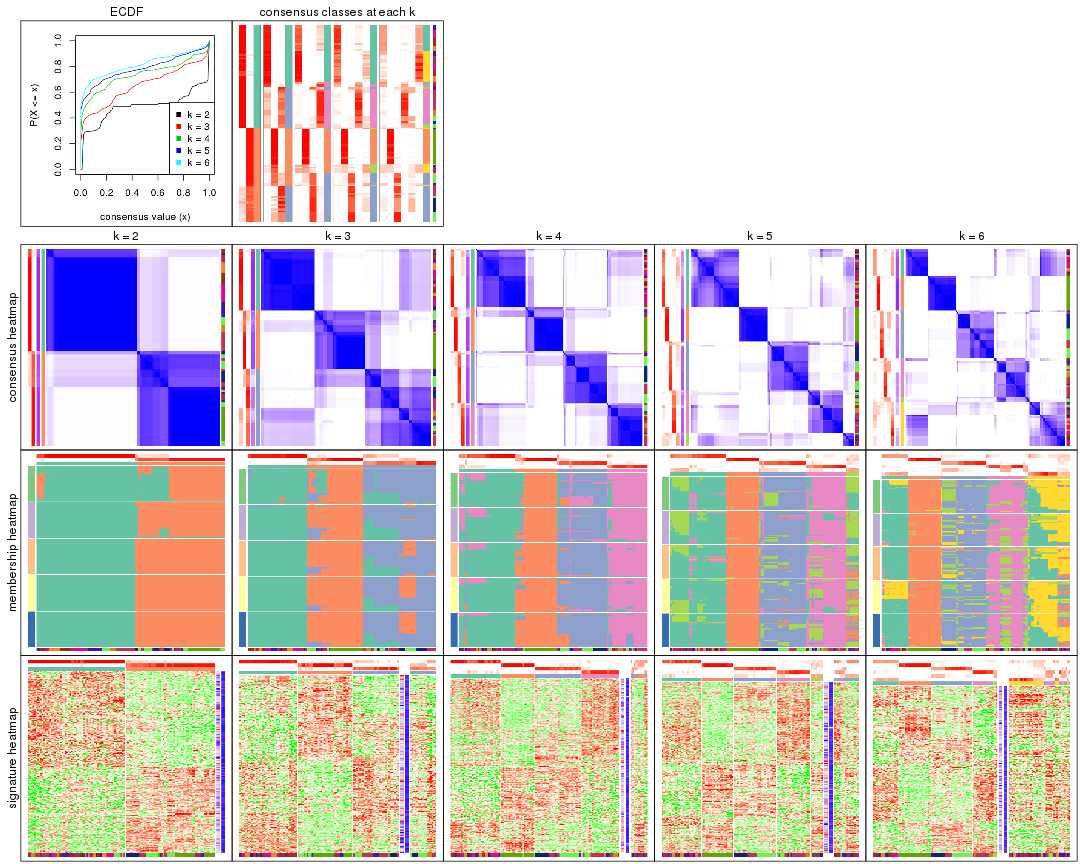 ECDF
consensus classes at each k
P(X <= x)
1.0
0.8
0.6
0.4
0.2
0.0
k = 2
k = 3
k = 4
k = 5
k = 6
0.0 0.2 0.4 0.6 0.8 1.0
consensus value (x)
k = 2
k = 3
k = 4
k = 5
k = 6
consensus heatmap
membership heatmap
signature heatmap